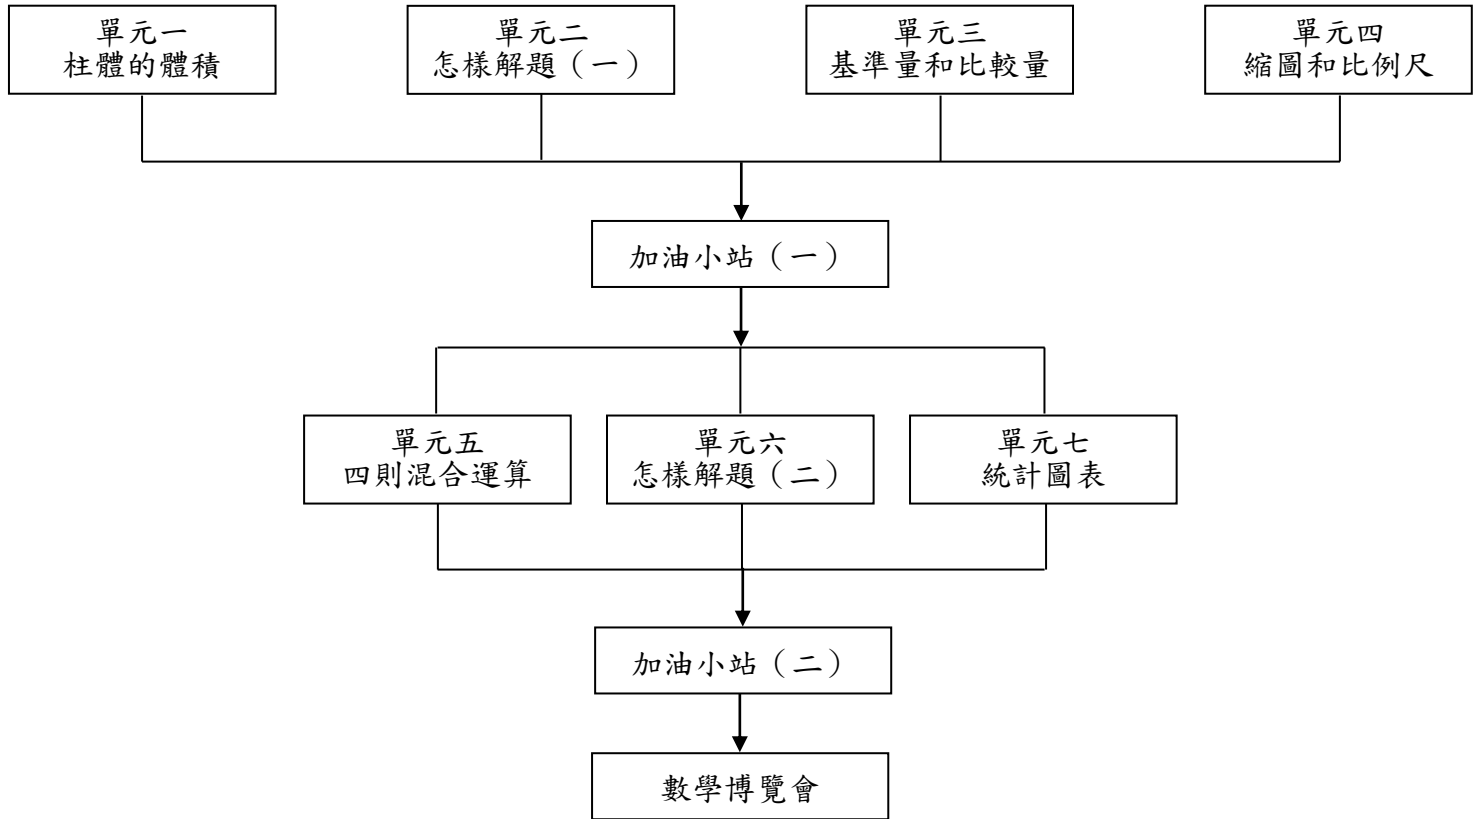 單元一
柱體的體積
單元二
怎樣解題（一）
單元三
基準量和比較量
單元四
縮圖和比例尺
加油小站（一）
單元五
四則混合運算
單元六
怎樣解題（二）
單元七
統計圖表
加油小站（二）
數學博覽會